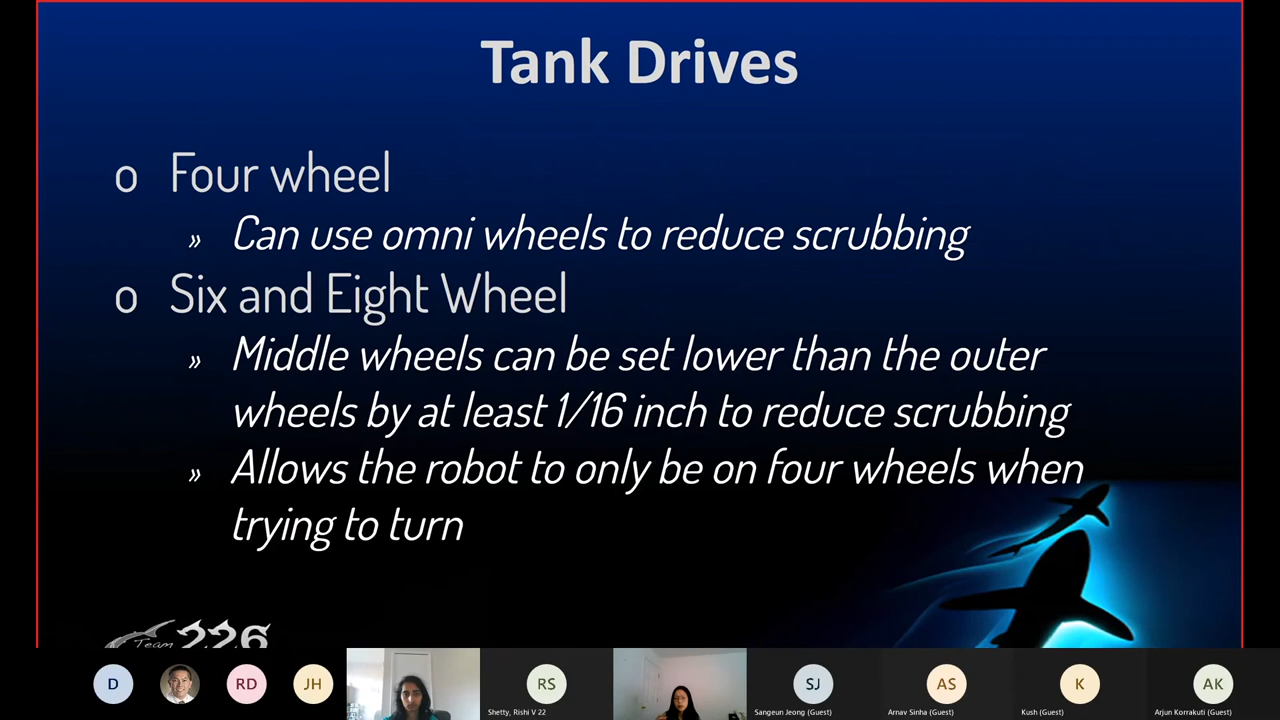 Tank Drives
o Four wheel
» Can use omni wheels to reduce scrubbing
o Six and Eight Wheel
» Middle wheels can be set lower than the outer
wheels by at least 1/16 inch to reduce scrubbing
» Allows the robot to only be on four wheels when
trying to turn
Team 226
D RD JH RS SJ AS K AK
Shetty, Rishi V 22 Sangeun Jeong (Guest) Arnav Sinha (Guest) Kush (Guest) Arjun Korrakuti (Guest)